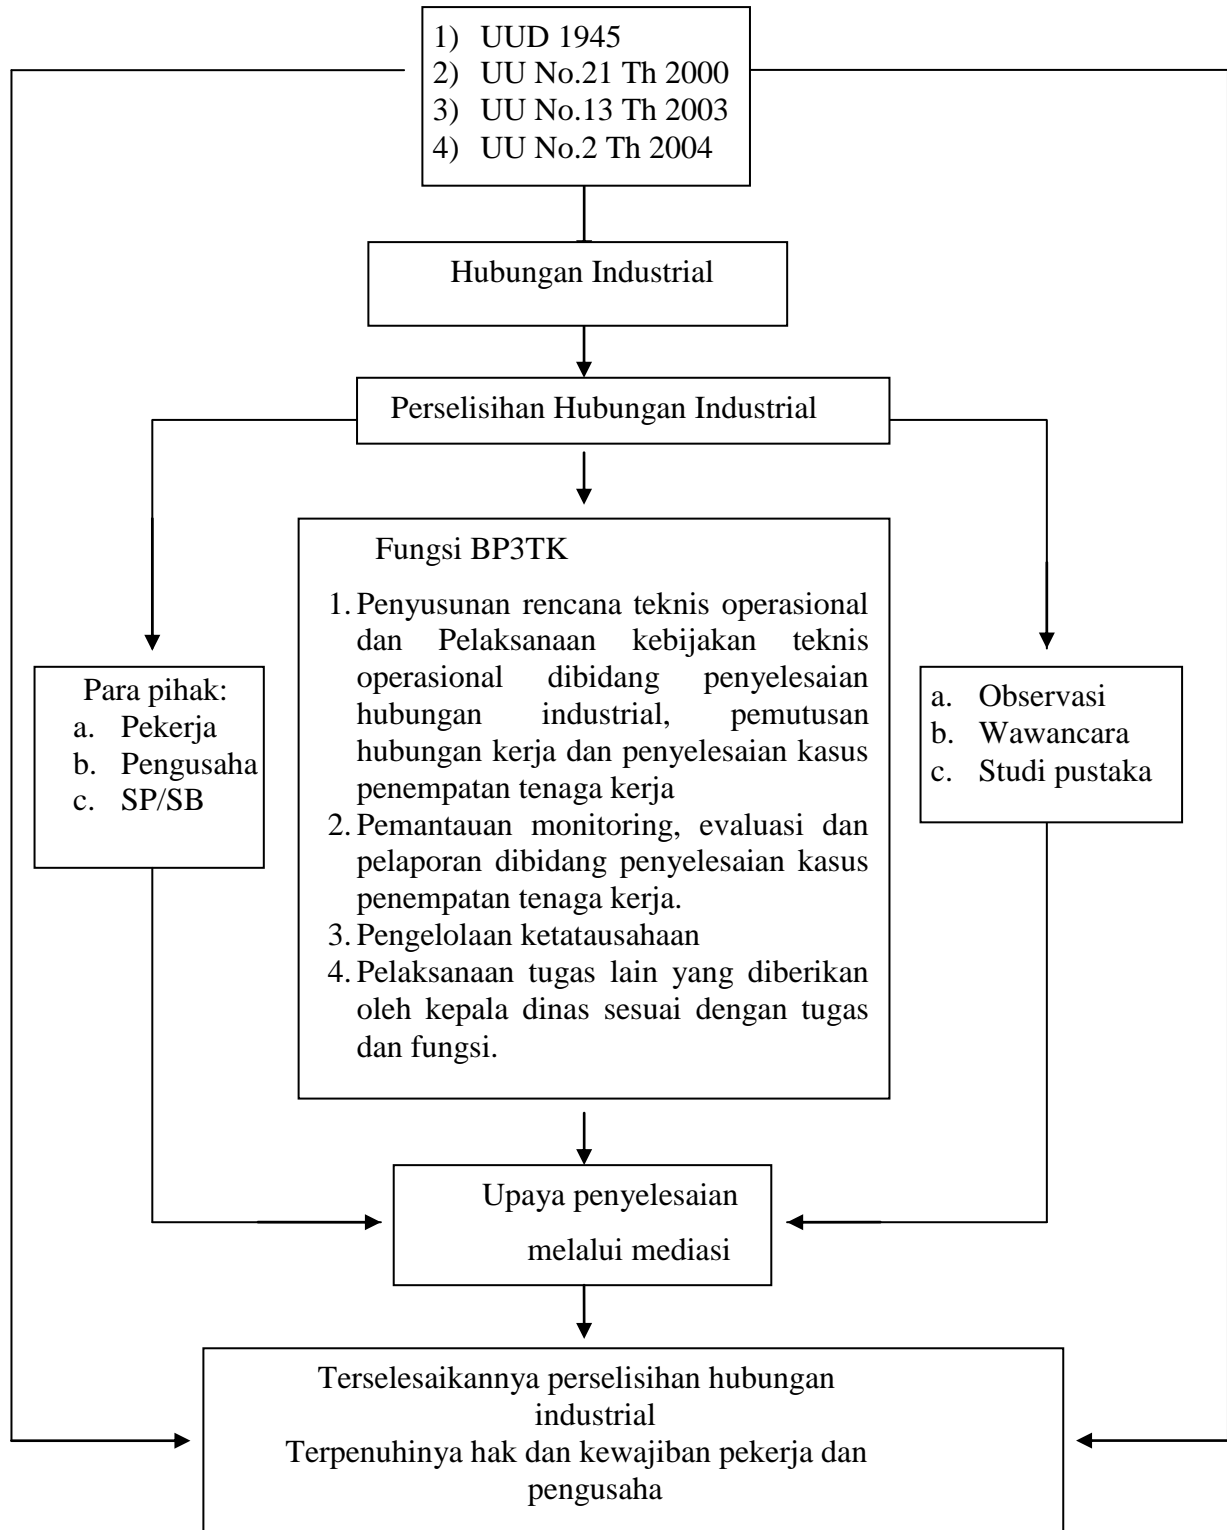 1) UUD 1945
2) UU No.21 Th 2000
3) UU No.13 Th 2003
4) UU No.2 Th 2004
Hubungan Industrial
Perselisihan Hubungan Industrial
Para pihak:
a. Pekerja
b. Pengusaha
c. SP/SB
Fungsi BP3TK
1. Penyusunan rencana teknis operasional
dan Pelaksanaan kebijakan teknis
operasional dibidang penyelesaian
hubungan industrial, pemutusan
hubungan kerja dan penyelesaian kasus
penempatan tenaga kerja
2. Pemantauan monitoring, evaluasi dan
pelaporan dibidang penyelesaian kasus
penempatan tenaga kerja.
3. Pengelolaan ketatausahaan
4. Pelaksanaan tugas lain yang diberikan
oleh kepala dinas sesuai dengan tugas
dan fungsi.
a. Observasi
b. Wawancara
c. Studi pustaka
Upaya penyelesaian
melalui mediasi
Terselesaikannya perselisihan hubungan
industrial
Terpenuhinya hak dan kewajiban pekerja dan
pengusaha